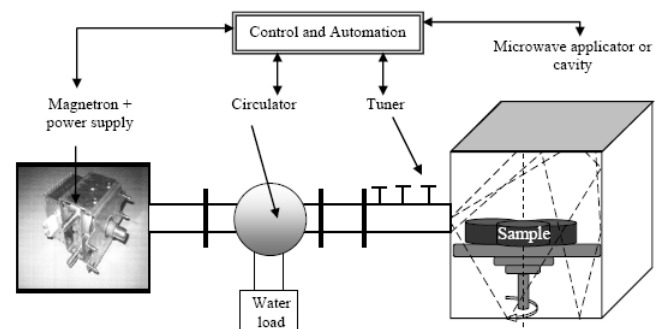 Control and Automation
Microwave applicator or
cavity
Magnetron +
power supply
Circulator
Tuner
Sample
Water
load